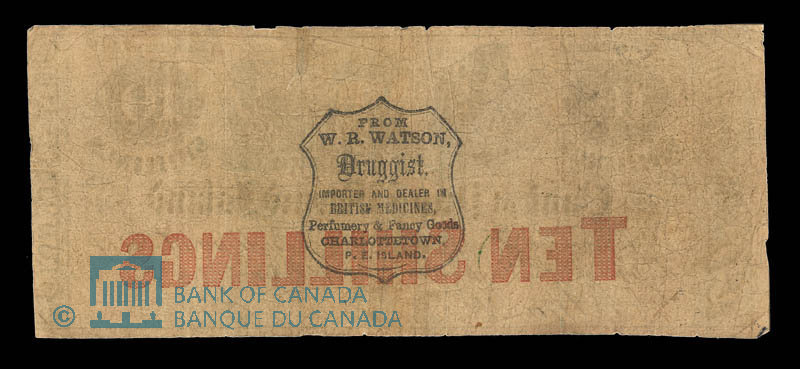 FROM
W. R. WATSON,
Druggist,
IMPORTER AND DEALER IN
BRITISH MEDICINES,
Perfumery & Fancy Goods
CHARLOTTETOWN,
P. E. ISLAND.
TEN SHILLINGS
© BANK OF CANADA
BANQUE DU CANADA